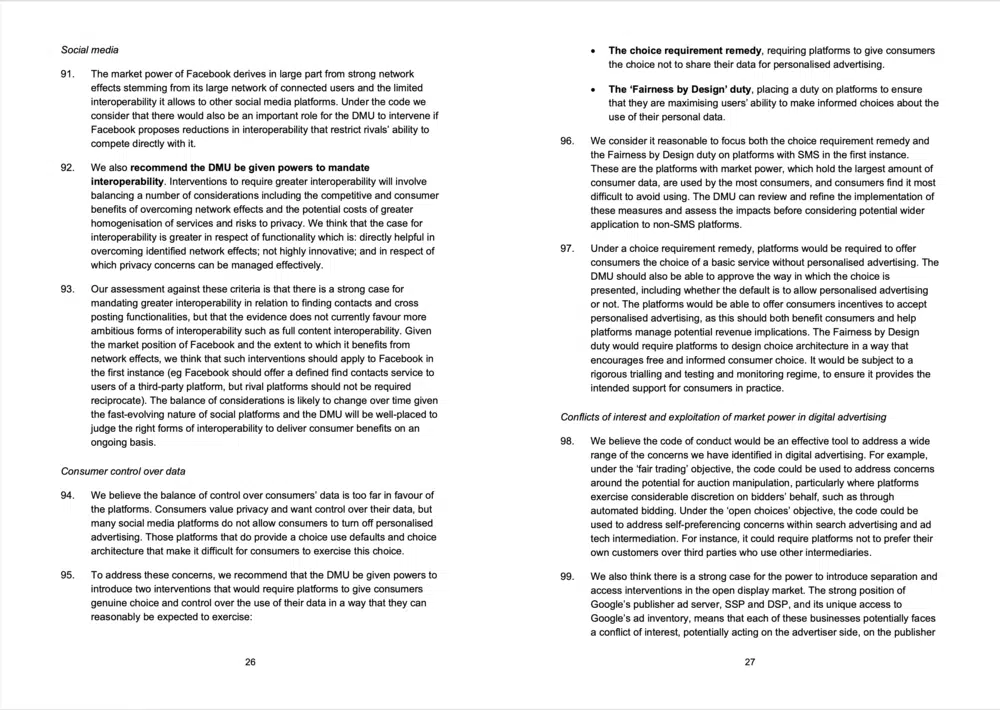 Social media
91. The market power of Facebook derives in large part from strong network
effects stemming from its large network of connected users and the limited
interoperability it allows to other social media platforms. Under the code we
consider that there would also be an important role for the DMU to intervene if
Facebook proposes reductions in interoperability that restrict rivals' ability to
compete directly with it.
92. We also recommend the DMU be given powers to mandate
interoperability. Interventions to require greater interoperability will involve
balancing a number of considerations including the competitive and consumer
benefits of overcoming network effects and the potential costs of greater
homogenisation of services and risks to privacy. We think that the case for
interoperability is greater in respect of functionality which is: directly helpful in
overcoming identified network effects; not highly innovative; and in respect of
which privacy concerns can be managed effectively.
93. Our assessment against these criteria is that there is a strong case for
mandating greater interoperability in relation to finding contacts and cross
posting functionalities, but that the evidence does not currently favour more
ambitious forms of interoperability such as full content interoperability. Given
the market position of Facebook and the extent to which it benefits from
network effects, we think that such interventions should apply to Facebook in
the first instance (eg Facebook should offer a defined find contacts service to
users of a third-party platform, but rival platforms should not be required
reciprocate). The balance of considerations is likely to change over time given
the fast-evolving nature of social platforms and the DMU will be well-placed to
judge the right forms of interoperability to deliver consumer benefits on an
ongoing basis.
Consumer control over data
94. We believe the balance of control over consumers' data is too far in favour of
the platforms. Consumers value privacy and want control over their data, but
many social media platforms do not allow consumers to turn off personalised
advertising. Those platforms that do provide a choice use defaults and choice
architecture that make it difficult for consumers to exercise this choice.
95. To address these concerns, we recommend that the DMU be given powers to
introduce two interventions that would require platforms to give consumers
genuine choice and control over the use of their data in a way that they can
reasonably be expected to exercise:
26
• The choice requirement remedy, requiring platforms to give consumers
the choice not to share their data for personalised advertising.
• The 'Fairness by Design' duty, placing a duty on platforms to ensure
that they are maximising users' ability to make informed choices about the
use of their personal data.
96. We consider it reasonable to focus both the choice requirement remedy and
the Fairness by Design duty on platforms with SMS in the first instance.
These are the platforms with market power, which hold the largest amount of
consumer data, are used by the most consumers, and consumers find it most
difficult to avoid using. The DMU can review and refine the implementation of
these measures and assess the impacts before considering potential wider
application to non-SMS platforms.
97. Under a choice requirement remedy, platforms would be required to offer
consumers the choice of a basic service without personalised advertising. The
DMU should also be able to approve the way in which the choice is
presented, including whether the default is to allow personalised advertising
or not. The platforms would be able to offer consumers incentives to accept
personalised advertising, as this should both benefit consumers and help
platforms manage potential revenue implications. The Fairness by Design
duty would require platforms to design choice architecture in a way that
encourages free and informed consumer choice. It would be subject to a
rigorous trialling and testing and monitoring regime, to ensure it provides the
intended support for consumers in practice.
Conflicts of interest and exploitation of market power in digital advertising
98. We believe the code of conduct would be an effective tool to address a wide
range of the concerns we have identified in digital advertising. For example,
under the 'fair trading' objective, the code could be used to address concerns
around the potential for auction manipulation, particularly where platforms
exercise considerable discretion on bidders' behalf, such as through
automated bidding. Under the 'open choices' objective, the code could be
used to address self-preferencing concerns within search advertising and ad
tech intermediation. For instance, it could require platforms not to prefer their
own customers over third parties who use other intermediaries.
99. We also think there is a strong case for the power to introduce separation and
access interventions in the open display market. The strong position of
Google's publisher ad server, SSP and DSP, and its unique access to
Google's ad inventory, means that each of these businesses potentially faces
a conflict of interest, potentially acting on the advertiser side, on the publisher
27